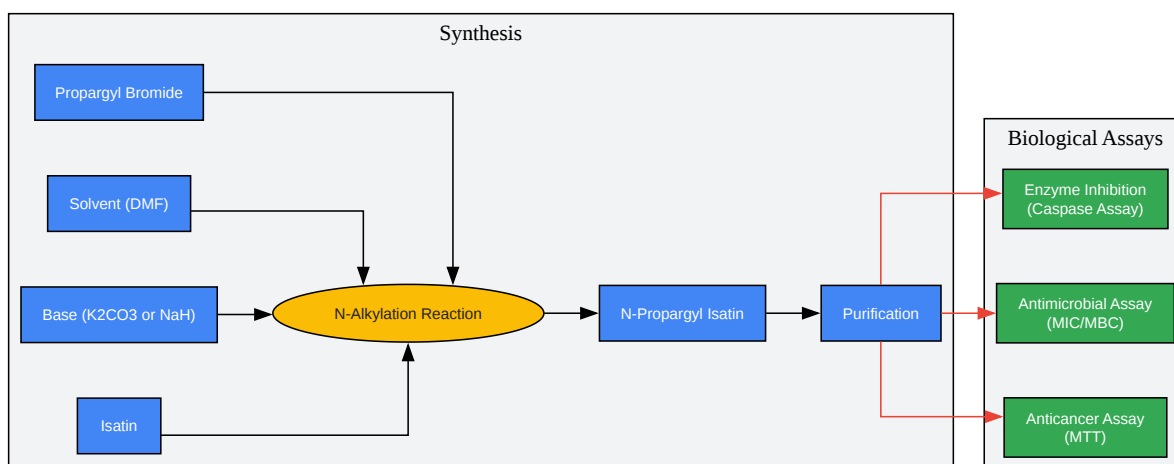 Synthesis
Propargyl Bromide
Solvent (DMF)
Base (K2CO3 or NaH)
Isatin
N-Alkylation Reaction
N-Propargyl Isatin
Purification
Biological Assays
Enzyme Inhibition
(Caspase Assay)
Antimicrobial Assay
(MIC/MBC)
Anticancer Assay
(MTT)